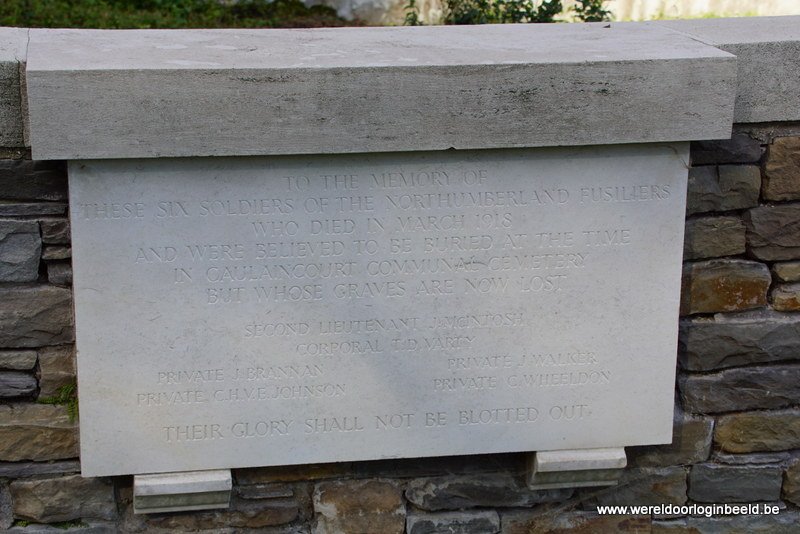 TO THE MEMORY OF
THESE SIX SOLDIERS OF THE NORTHUMBERLAND FUSILIERS
WHO DIED IN MARCH 1918
AND WERE BELIEVED TO BE BURIED AT THE TIME
IN CAULAINCOURT COMMUNAL CEMETERY
BUT WHOSE GRAVES ARE NOW LOST
SECOND LIEUTENANT J. MCINTOSH
CORPORAL T.D. VARTY
PRIVATE J. BRANNAN PRIVATE J. WALKER
PRIVATE C.H.V.E. JOHNSON PRIVATE C. WHEELDON
THEIR GLORY SHALL NOT BE BLOTTED OUT
www.wereldoorloginbeeld.be